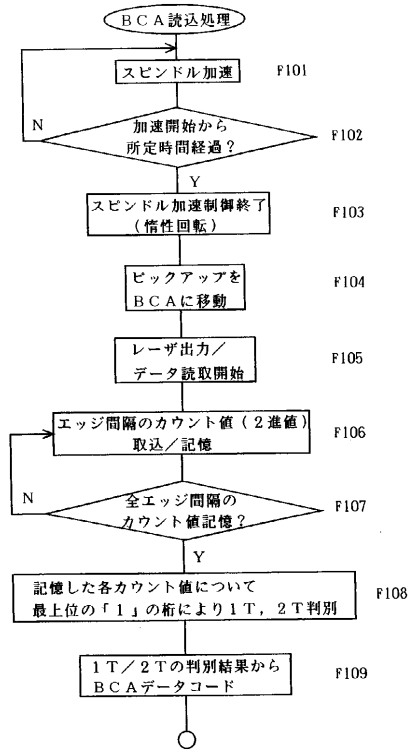 BCA読込処理
スピンドル加速
F101
N
加速開始から
所定時間経過?
F102
Y
スピンドル加速制御終了
(惰性回転)
F103
ピックアップを
BCAに移動
F104
レーザ出力/
データ読取開始
F105
エッジ間隔のカウント値(2進値)
取込/記憶
F106
N
全エッジ間隔の
カウント値記憶?
F107
Y
記憶した各カウント値について
最上位の「1」の桁により1T,2T判別
F108
1T/2Tの判別結果から
BCAデータコード
F109